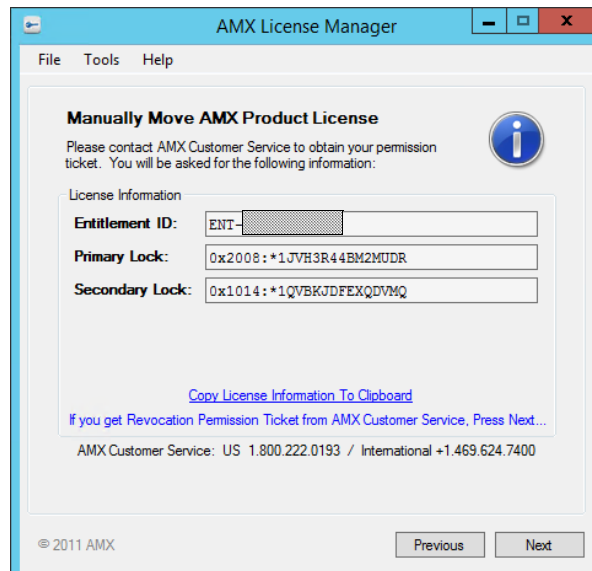 AMX License Manager
File Tools Help
Manually Move AMX Product License
Please contact AMX Customer Service to obtain your permission
ticket. You will be asked for the following information:
License Information
Entitlement ID: ENT-
Primary Lock: 0x2008:*1JVH3R44BM2MUDR
Secondary Lock: 0x1014:*1QVBKJDFEXQDVMQ
Copy License Information To Clipboard
If you get Revocation Permission Ticket from AMX Customer Service, Press Next...
AMX Customer Service: US 1.800.222.0193 / International +1.469.624.7400
© 2011 AMX
Previous Next